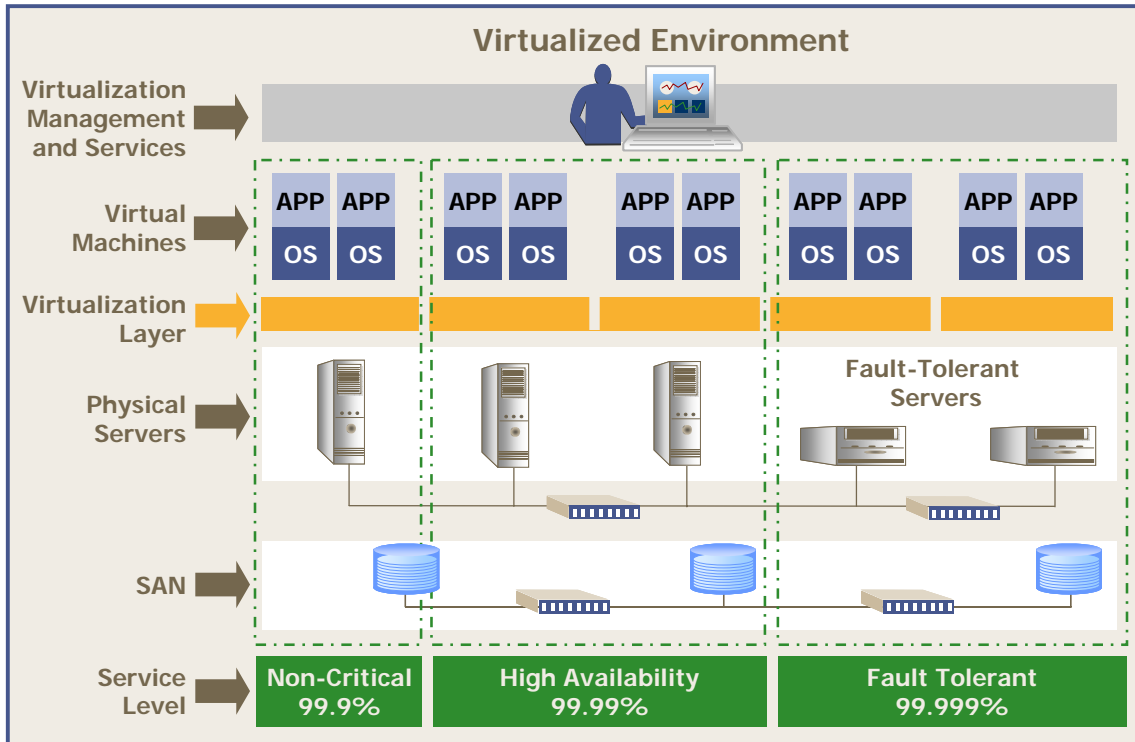 Virtualized Environment
Virtualization
Management
and Services
Virtual
Machines
APP APP APP APP APP APP APP APP APP APP
OS OS OS OS OS OS OS OS OS OS
Virtualization
Layer
Physical
Servers
Fault-Tolerant
Servers
SAN
Service
Level
Non-Critical
99.9%
High Availability
99.99%
Fault Tolerant
99.999%